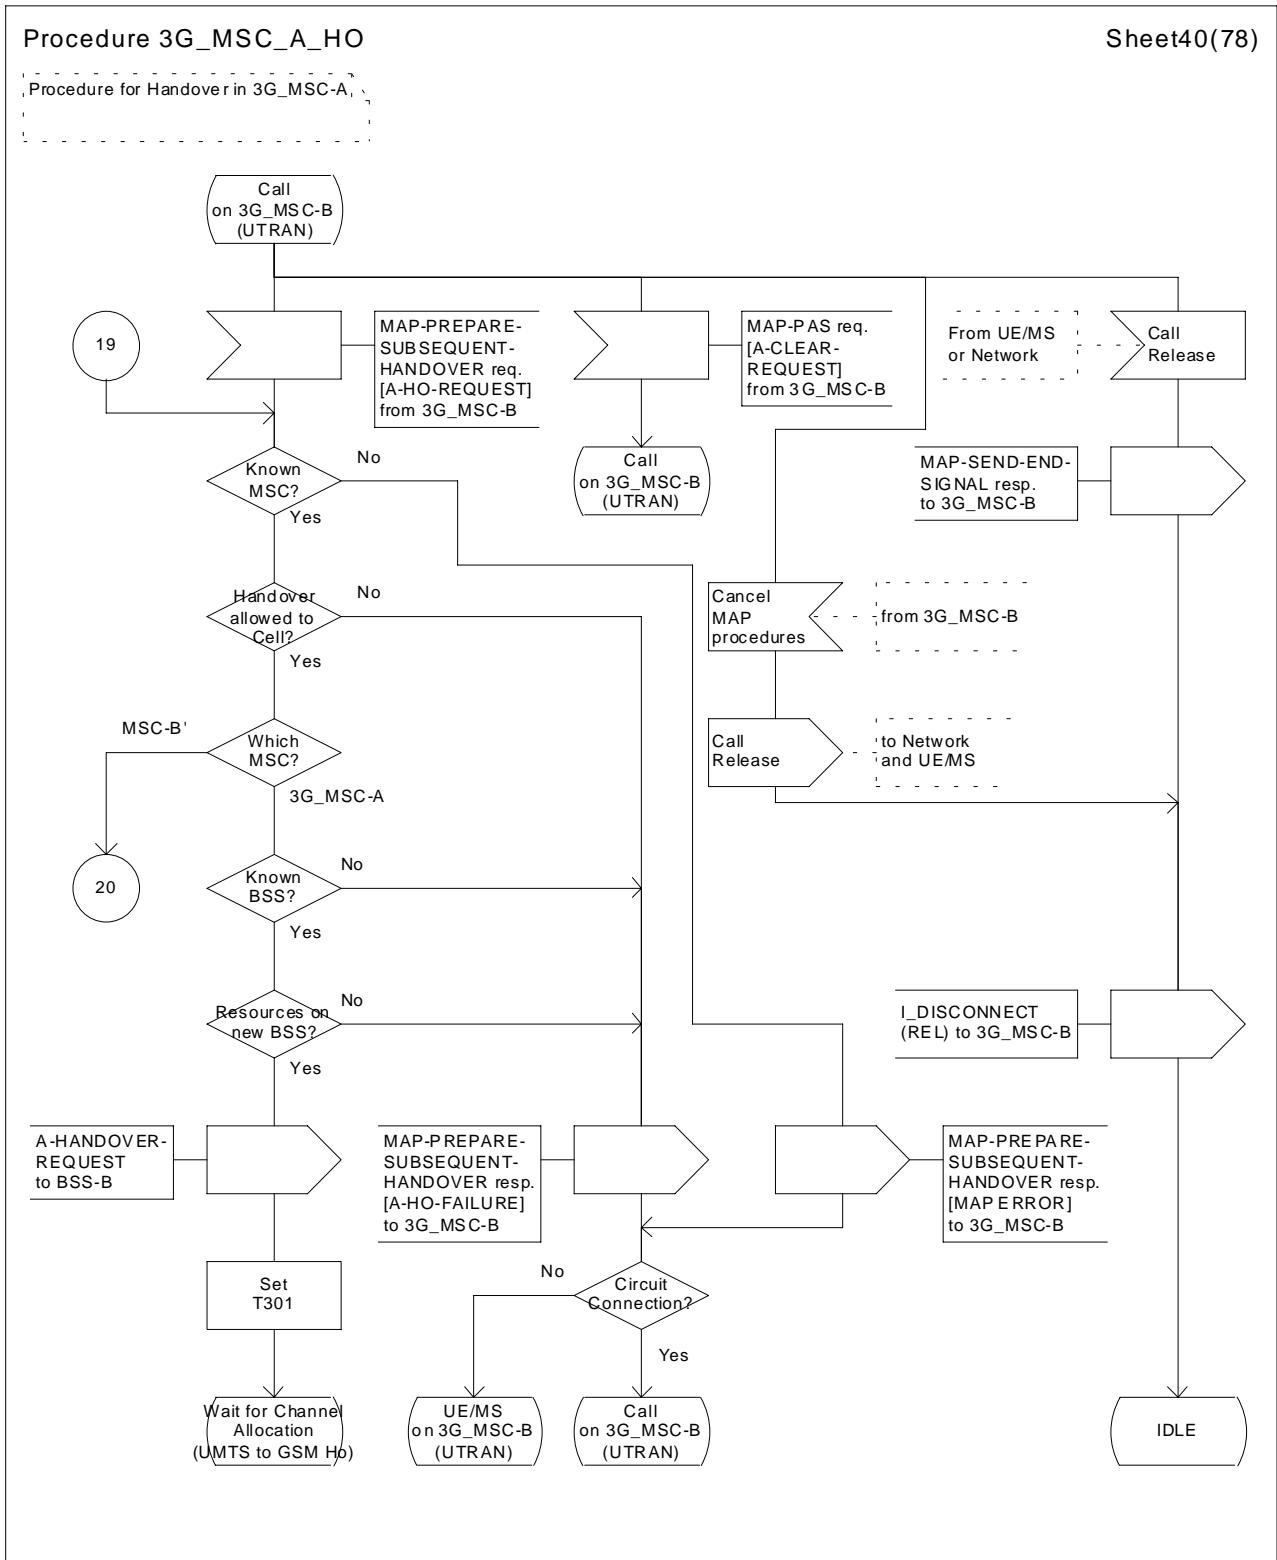 Procedure 3G_MSC_A_HO
Sheet40(78)
Procedure for Handover in 3G_MSC-A
Call
on 3G_MSC-B
(UTRAN)
19
MAP-PREPARE-
SUBSEQUENT-
HANDOVER req.
[A-HO-REQUEST]
from 3G_MSC-B
MAP-PAS req.
[A-CLEAR-
REQUEST]
from 3G_MSC-B
From UE/MS
or Network
Call
Release
Known
MSC?
No
Yes
Call
on 3G_MSC-B
(UTRAN)
MAP-SEND-END-
SIGNAL resp.
to 3G_MSC-B
Handover
allowed to
Cell?
No
Yes
Cancel
MAP
procedures
from 3G_MSC-B
MSC-B'
Which
MSC?
3G_MSC-A
Call
Release
to Network
and UE/MS
20
Known
BSS?
No
Yes
Resources on
new BSS?
No
Yes
I_DISCONNECT
(REL) to 3G_MSC-B
A-HANDOVER-
REQUEST
to BSS-B
MAP-PREPARE-
SUBSEQUENT-
HANDOVER resp.
[A-HO-FAILURE]
to 3G_MSC-B
MAP-PREPARE-
SUBSEQUENT-
HANDOVER resp.
[MAP ERROR]
to 3G_MSC-B
Set
T301
No
Circuit
Connection?
Yes
Wait for Channel
Allocation
(UMTS to GSM Ho)
UE/MS
on 3G_MSC-B
(UTRAN)
Call
on 3G_MSC-B
(UTRAN)
IDLE